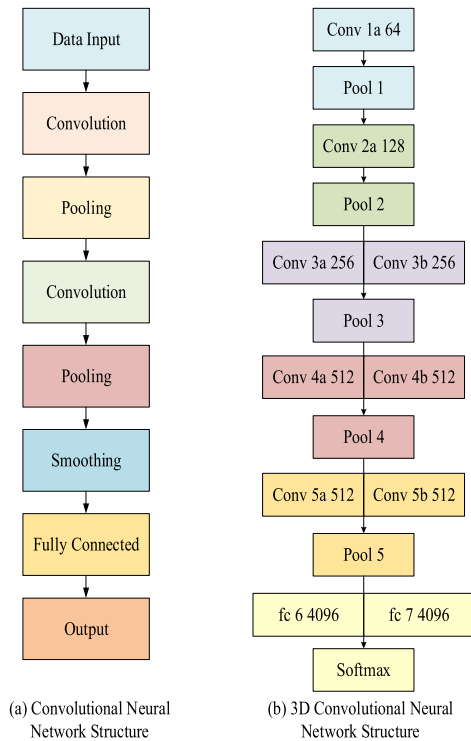 Data Input
Convolution
Pooling
Convolution
Pooling
Smoothing
Fully Connected
Output
(a) Convolutional Neural
Network Structure
Conv 1a 64
Pool 1
Conv 2a 128
Pool 2
Conv 3a 256
Conv 3b 256
Pool 3
Conv 4a 512
Conv 4b 512
Pool 4
Conv 5a 512
Conv 5b 512
Pool 5
fc 6 4096
fc 7 4096
Softmax
(b) 3D Convolutional Neural
Network Structure